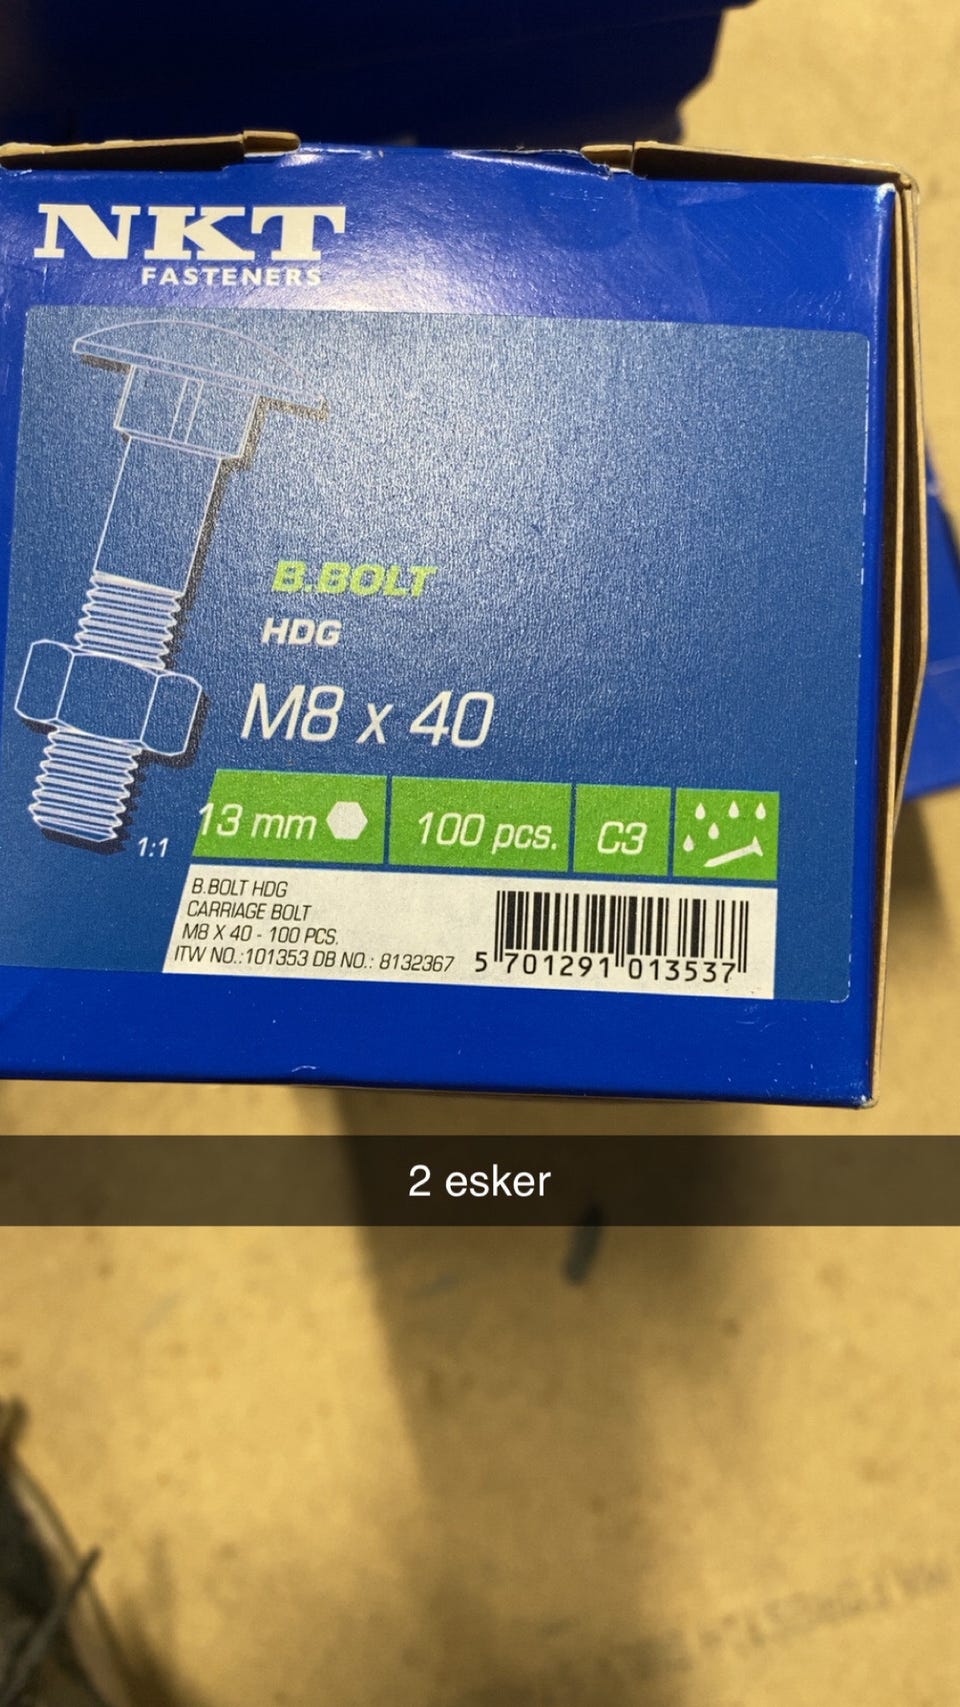 NKT
FASTENERS
B.BOLT
HDG
M8 x 40
13 mm
100 pcs.
C3
1:1
B.BOLT HDG
CARRIAGE BOLT
M8 X 40 - 100 PCS.
ITW NO.:101353 DB NO.: 8132367
5 701291 013537
2 esker